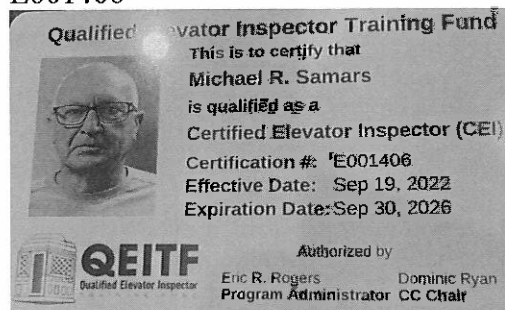 Qualified Elevator Inspector Training Fund
This is to certify that
Michael R. Samars
is qualified as a
Certified Elevator Inspector (CEI)
Certification #: E001406
Effective Date: Sep 19, 2022
Expiration Date: Sep 30, 2026
QEITF
Qualified Elevator Inspector
Authorized by
Eric R. Rogers Dominic Ryan
Program Administrator CC Chair